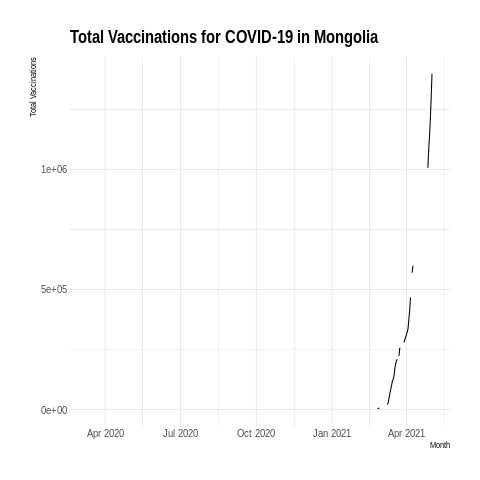 Total Vaccinations for COVID-19 in Mongolia
Total Vaccinations
1e+06
5e+05
0e+00
Apr 2020 Jul 2020 Oct 2020 Jan 2021 Apr 2021
Month